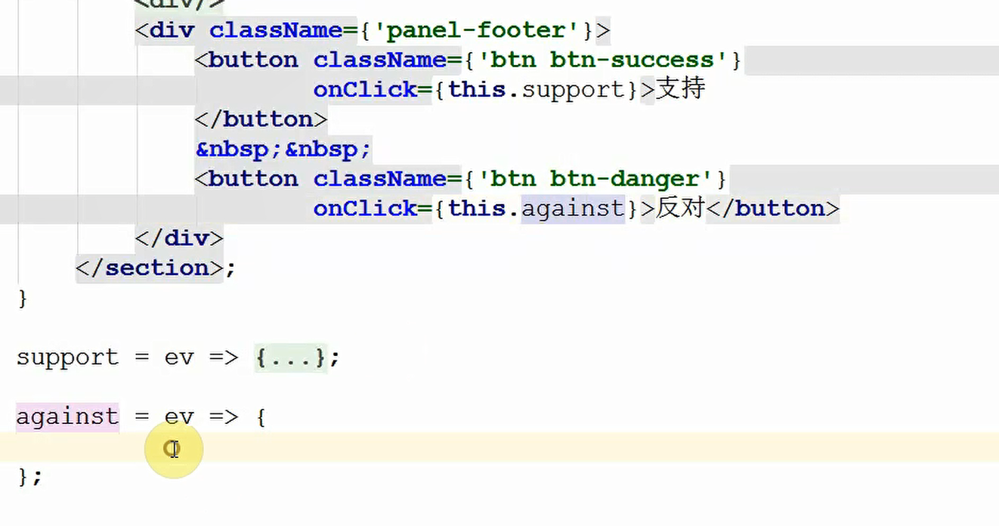 <div/>
<div className={'panel-footer'}>
<button className={'btn btn-success'}
onClick={this.support}>支持
</button>
&nbsp;&nbsp;
<button className={'btn btn-danger'}
onClick={this.against}>反对</button>
</div>
</section>;
}
support = ev => {...};
against = ev => {
};